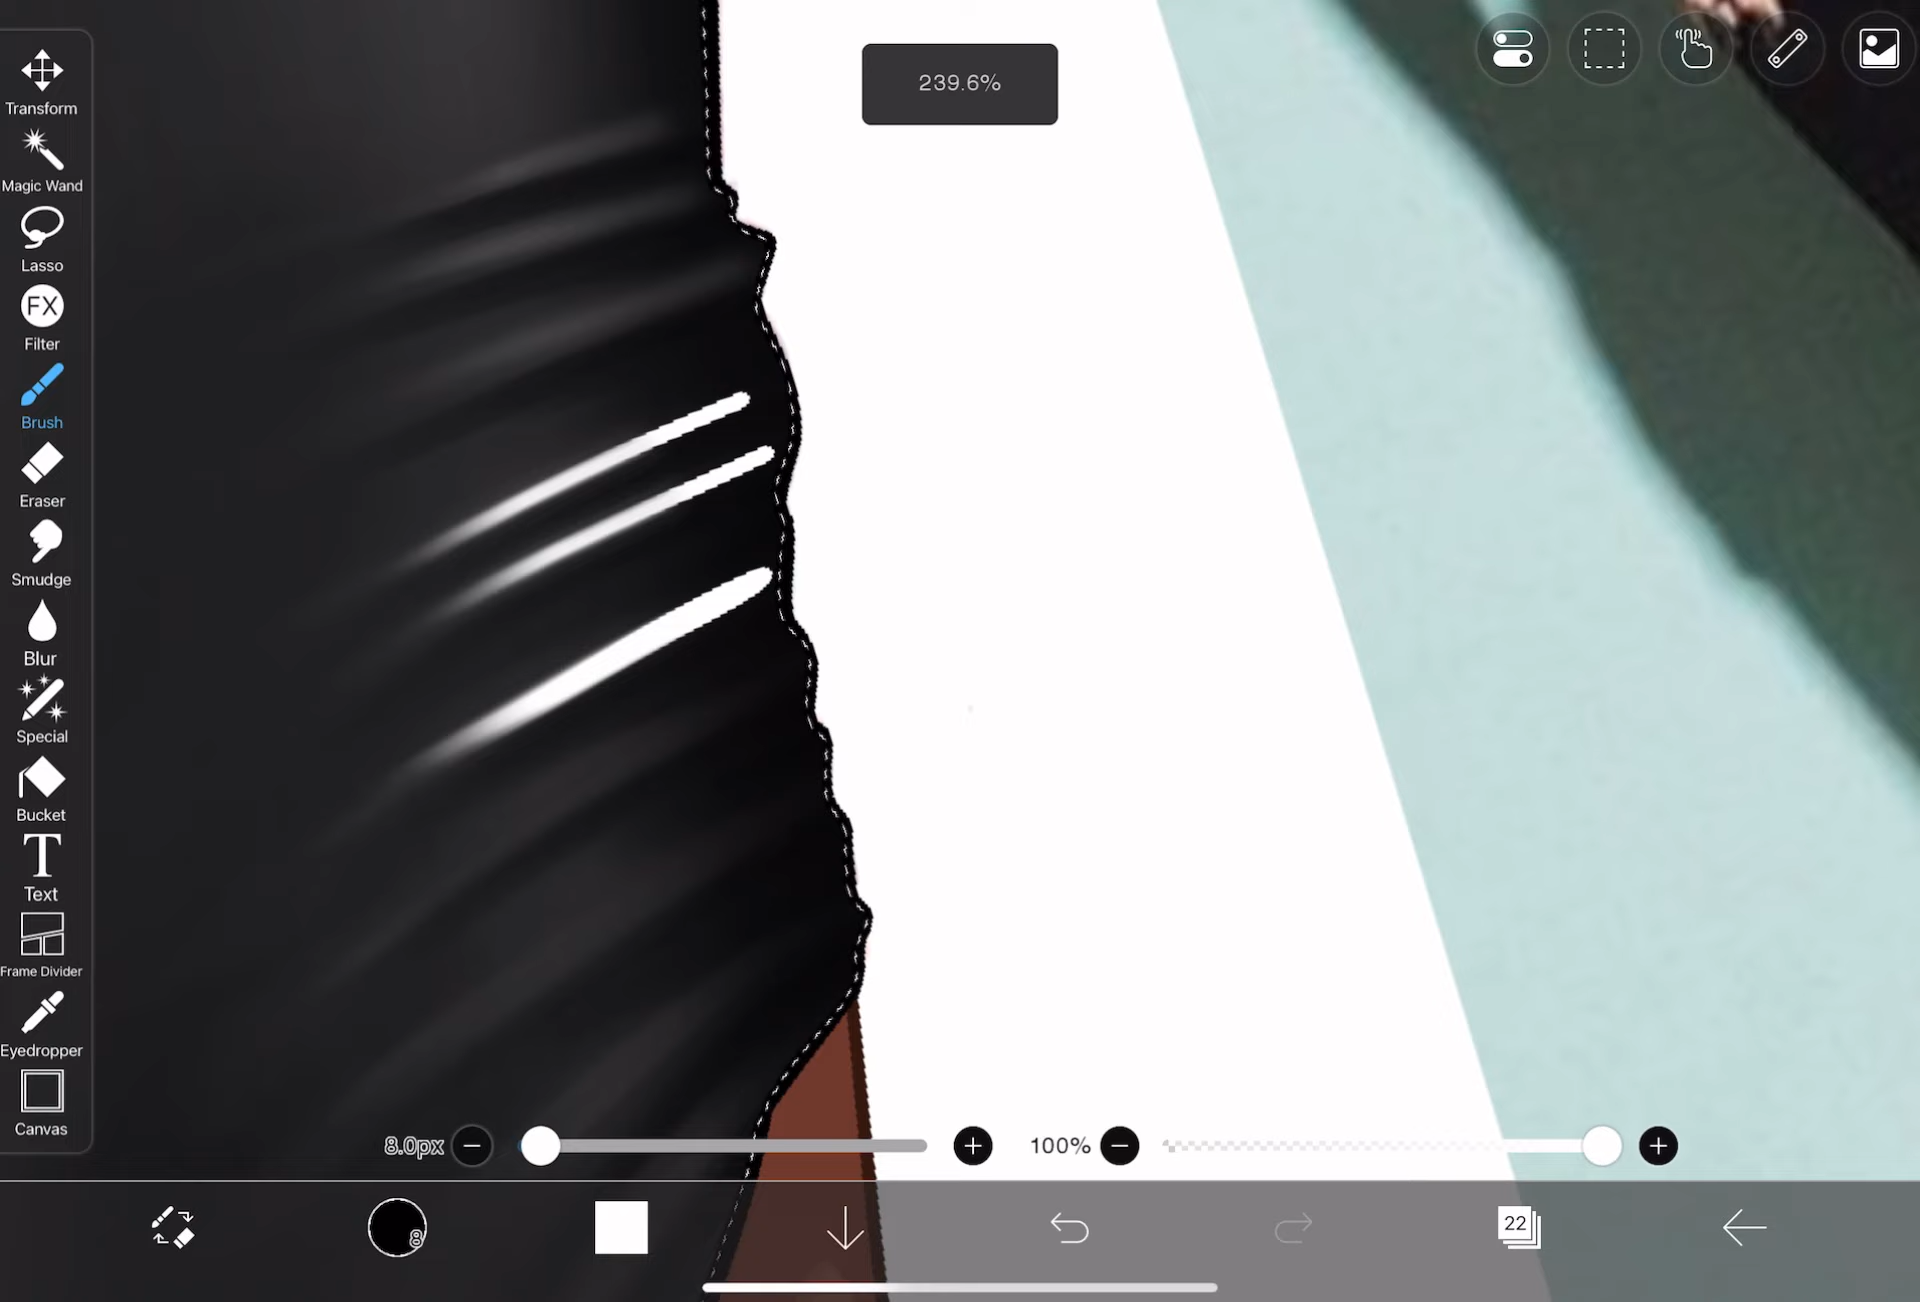 239.6%
Transform
Magic Wand
Lasso
FX
Filter
Brush
Eraser
Smudge
Blur
Special
Bucket
T
Text
Frame Divider
Eyedropper
Canvas
8.0px
100%
8
22